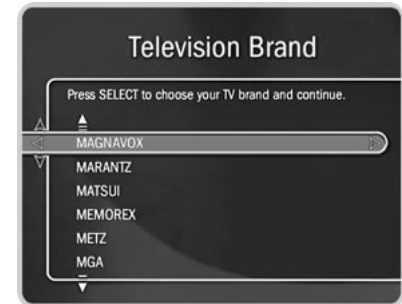 Television Brand
Press SELECT to choose your TV brand and continue.
MAGNAVOX
MARANTZ
MATSUI
MEMOREX
METZ
MGA